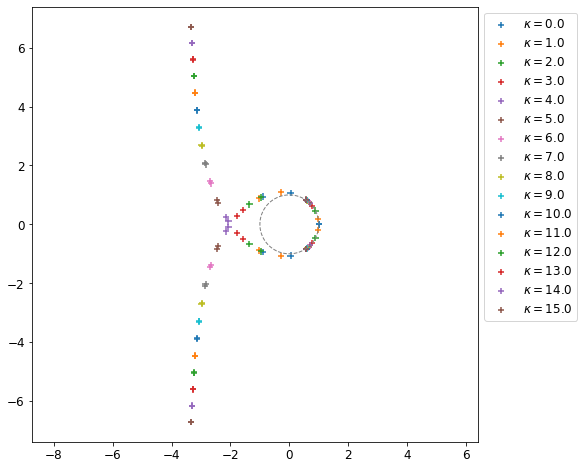 6
4
2
0
−2
−4
−6
−8
−6
−4
−2
0
2
4
6
κ = 0.0
κ = 1.0
κ = 2.0
κ = 3.0
κ = 4.0
κ = 5.0
κ = 6.0
κ = 7.0
κ = 8.0
κ = 9.0
κ = 10.0
κ = 11.0
κ = 12.0
κ = 13.0
κ = 14.0
κ = 15.0